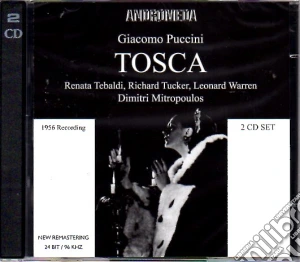 2
CD
ANDROMEDA
Giacomo Puccini
TOSCA
Renata Tebaldi, Richard Tucker, Leonard Warren
Dimitri Mitropoulos
1956 Recording
2 CD SET
NEW REMASTERING
24 BIT / 96 KHZ